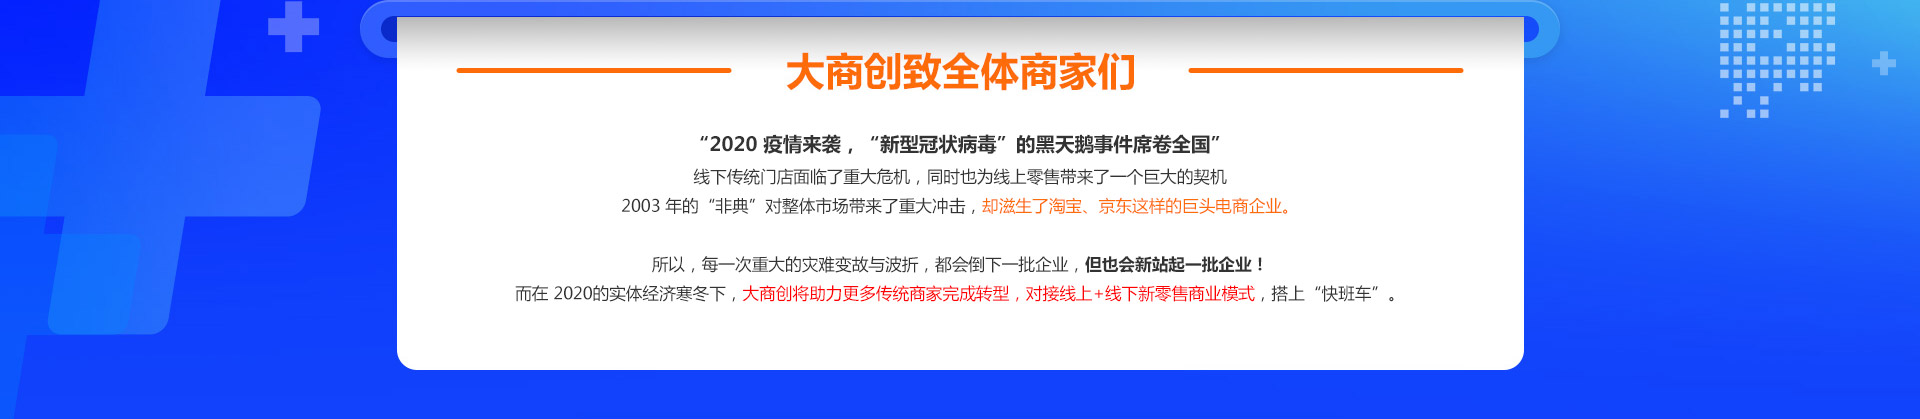 大商创致全体商家们
“2020 疫情来袭，“新型冠状病毒”的黑天鹅事件席卷全国”
线下传统门店面临了重大危机，同时也为线上零售带来了一个巨大的契机
2003 年的“非典”对整体市场带来了重大冲击，却滋生了淘宝、京东这样的巨头电商企业。
所以，每一次重大的灾难变故与波折，都会倒下一批企业，但也会新站起一批企业！
而在 2020的实体经济寒冬下，大商创将助力更多传统商家完成转型，对接线上+线下新零售商业模式，搭上“快班车”。